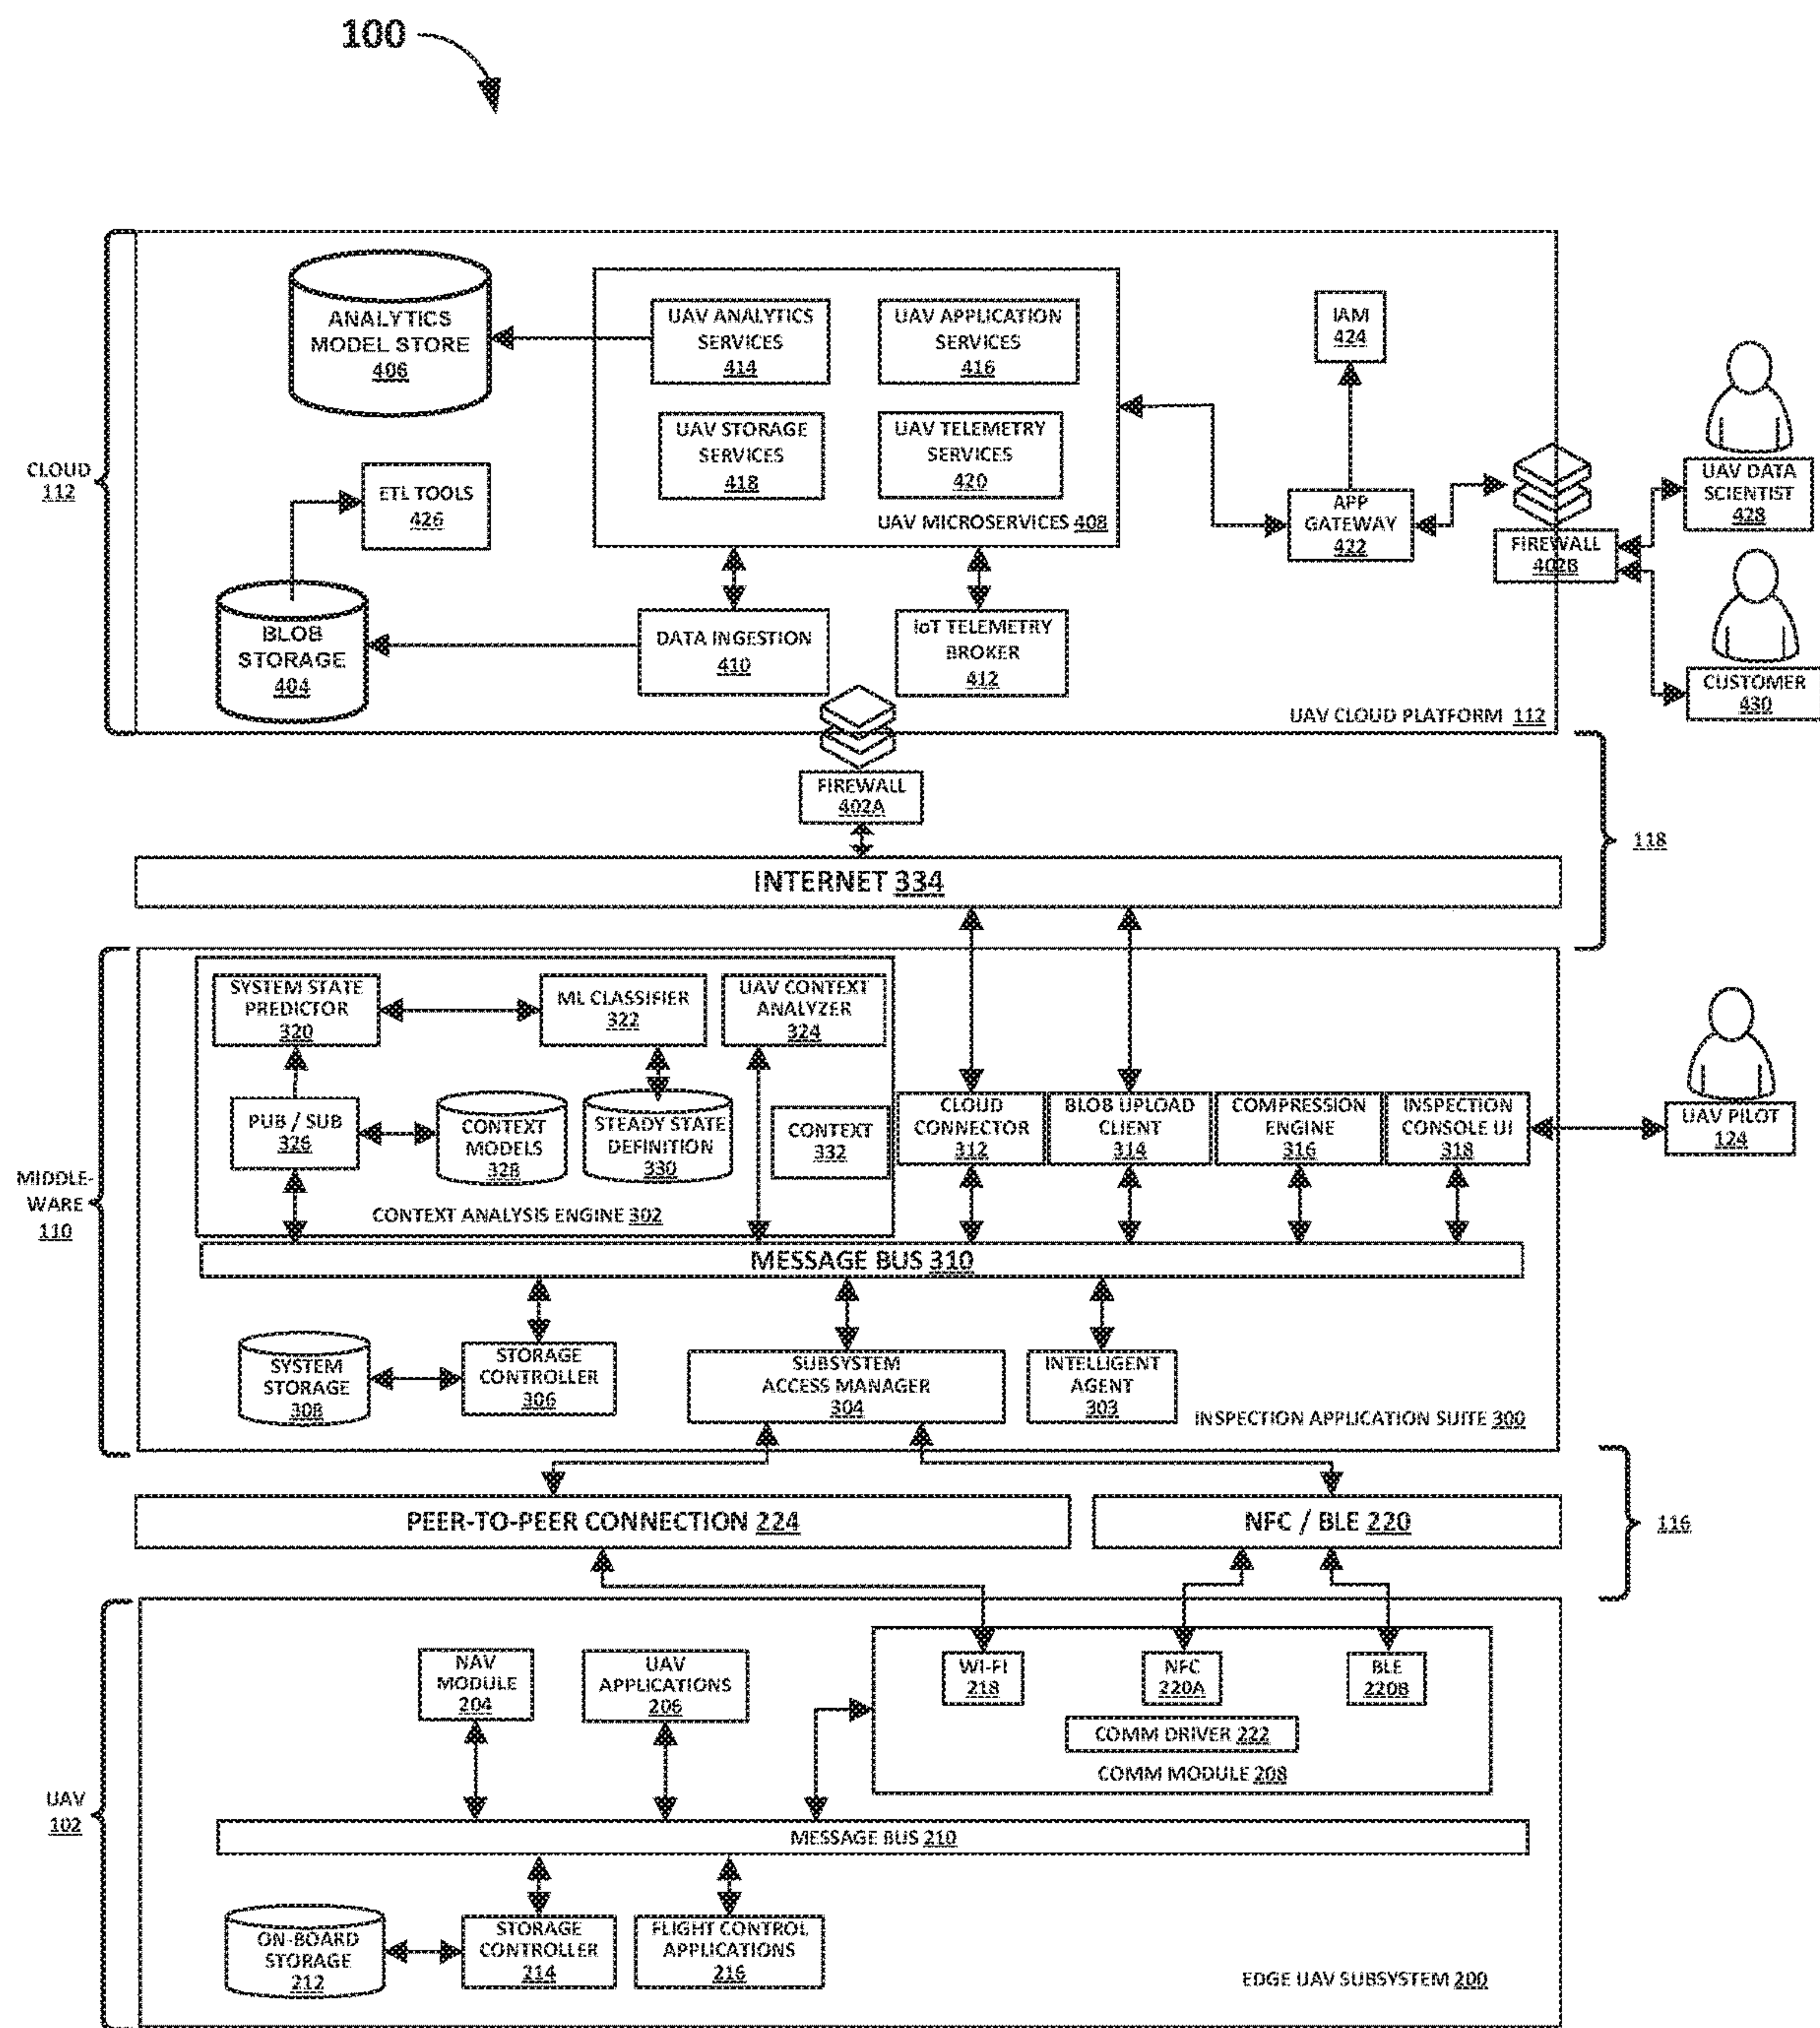 100
ANALYTICS
MODEL STORE
406
UAV ANALYTICS
SERVICES
414
UAV APPLICATION
SERVICES
416
IAM
424
CLOUD
112
ETL TOOLS
426
UAV STORAGE
SERVICES
418
UAV TELEMETRY
SERVICES
420
UAV MICROSERVICES 408
APP
GATEWAY
422
FIREWALL
402B
UAV DATA
SCIENTIST
428
BLOB
STORAGE
404
DATA INGESTION
410
IoT TELEMETRY
BROKER
412
CUSTOMER
430
UAV CLOUD PLATFORM 112
FIREWALL
402A
118
INTERNET 334
SYSTEM STATE
PREDICTOR
320
ML CLASSIFIER
322
UAV CONTEXT
ANALYZER
324
PUB / SUB
326
CONTEXT
MODELS
328
STEADY STATE
DEFINITION
330
CONTEXT
332
CLOUD
CONNECTOR
312
BLOB UPLOAD
CLIENT
314
COMPRESSION
ENGINE
316
INSPECTION
CONSOLE UI
318
UAV PILOT
124
MIDDLE-
WARE
110
CONTEXT ANALYSIS ENGINE 302
MESSAGE BUS 310
SYSTEM
STORAGE
308
STORAGE
CONTROLLER
306
SUBSYSTEM
ACCESS MANAGER
304
INTELLIGENT
AGENT
303
INSPECTION APPLICATION SUITE 300
PEER-TO-PEER CONNECTION 224
NFC / BLE 220
116
NAV
MODULE
204
UAV
APPLICATIONS
206
WI-FI
218
NFC
220A
BLE
220B
COMM DRIVER 222
COMM MODULE 208
UAV
102
MESSAGE BUS 210
ON-BOARD
STORAGE
212
STORAGE
CONTROLLER
214
FLIGHT CONTROL
APPLICATIONS
216
EDGE UAV SUBSYSTEM 200